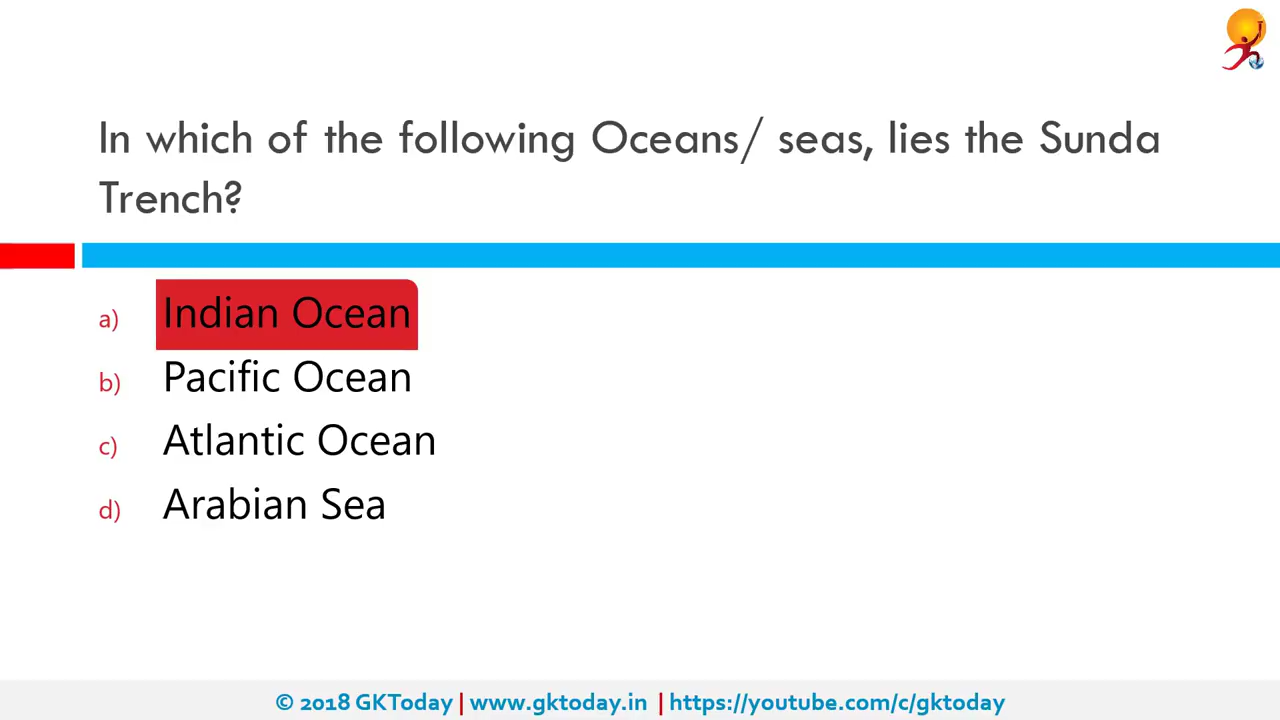 In which of the following Oceans/ seas, lies the Sunda
Trench?
a) Indian Ocean
b) Pacific Ocean
c) Atlantic Ocean
d) Arabian Sea
© 2018 GKToday | www.gktoday.in | https://youtube.com/c/gktoday